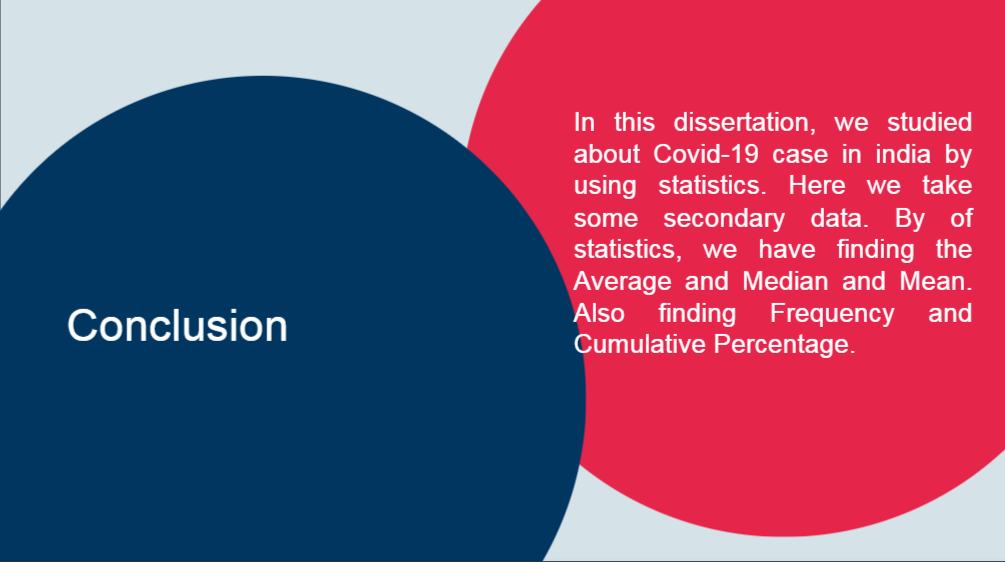 Conclusion
In this dissertation, we studied
about Covid-19 case in india by
using statistics. Here we take
some secondary data. By of
statistics, we have finding the
Average and Median and Mean.
Also finding Frequency and
Cumulative Percentage.